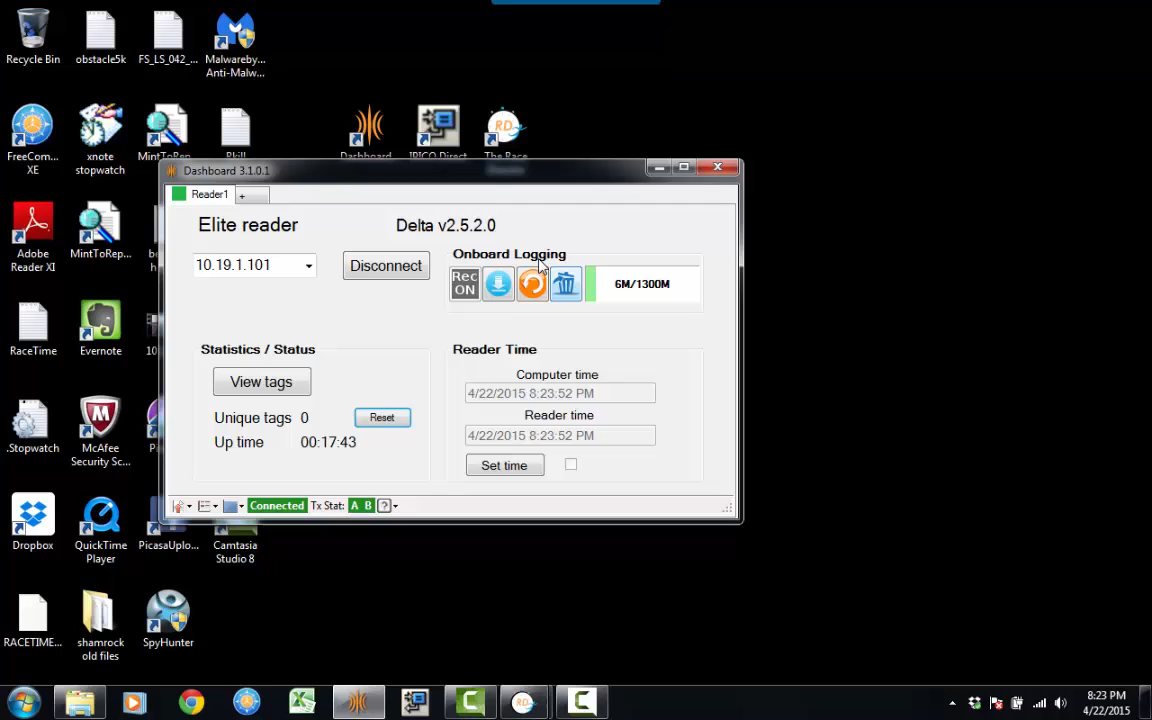 Recycle Bin
obstacle5k
FS_LS_042_...
Malwareby...
Anti-Malw...
FreeCom...
XE
xnote
stopwatch
MintToRep...
Rkill
Dashboard
IPICO Direct
RD
The Race
Dashboard 3.1.0.1
Reader1
+
Elite reader
Delta v2.5.2.0
10.19.1.101
Disconnect
Onboard Logging
Rec
ON
6M/1300M
Adobe
Reader XI
MintToRep...
RaceTime
Evernote
Statistics / Status
View tags
Unique tags 0
Reset
Up time 00:17:43
Reader Time
Computer time
4/22/2015 8:23:52 PM
Reader time
4/22/2015 8:23:52 PM
Set time
.Stopwatch
McAfee
Security Sc...
Connected
Tx Stat:
A B
?
Dropbox
QuickTime
Player
PicasaUplo...
Camtasia
Studio 8
RACETIME...
shamrock
old files
SpyHunter
RD
8:23 PM
4/22/2015